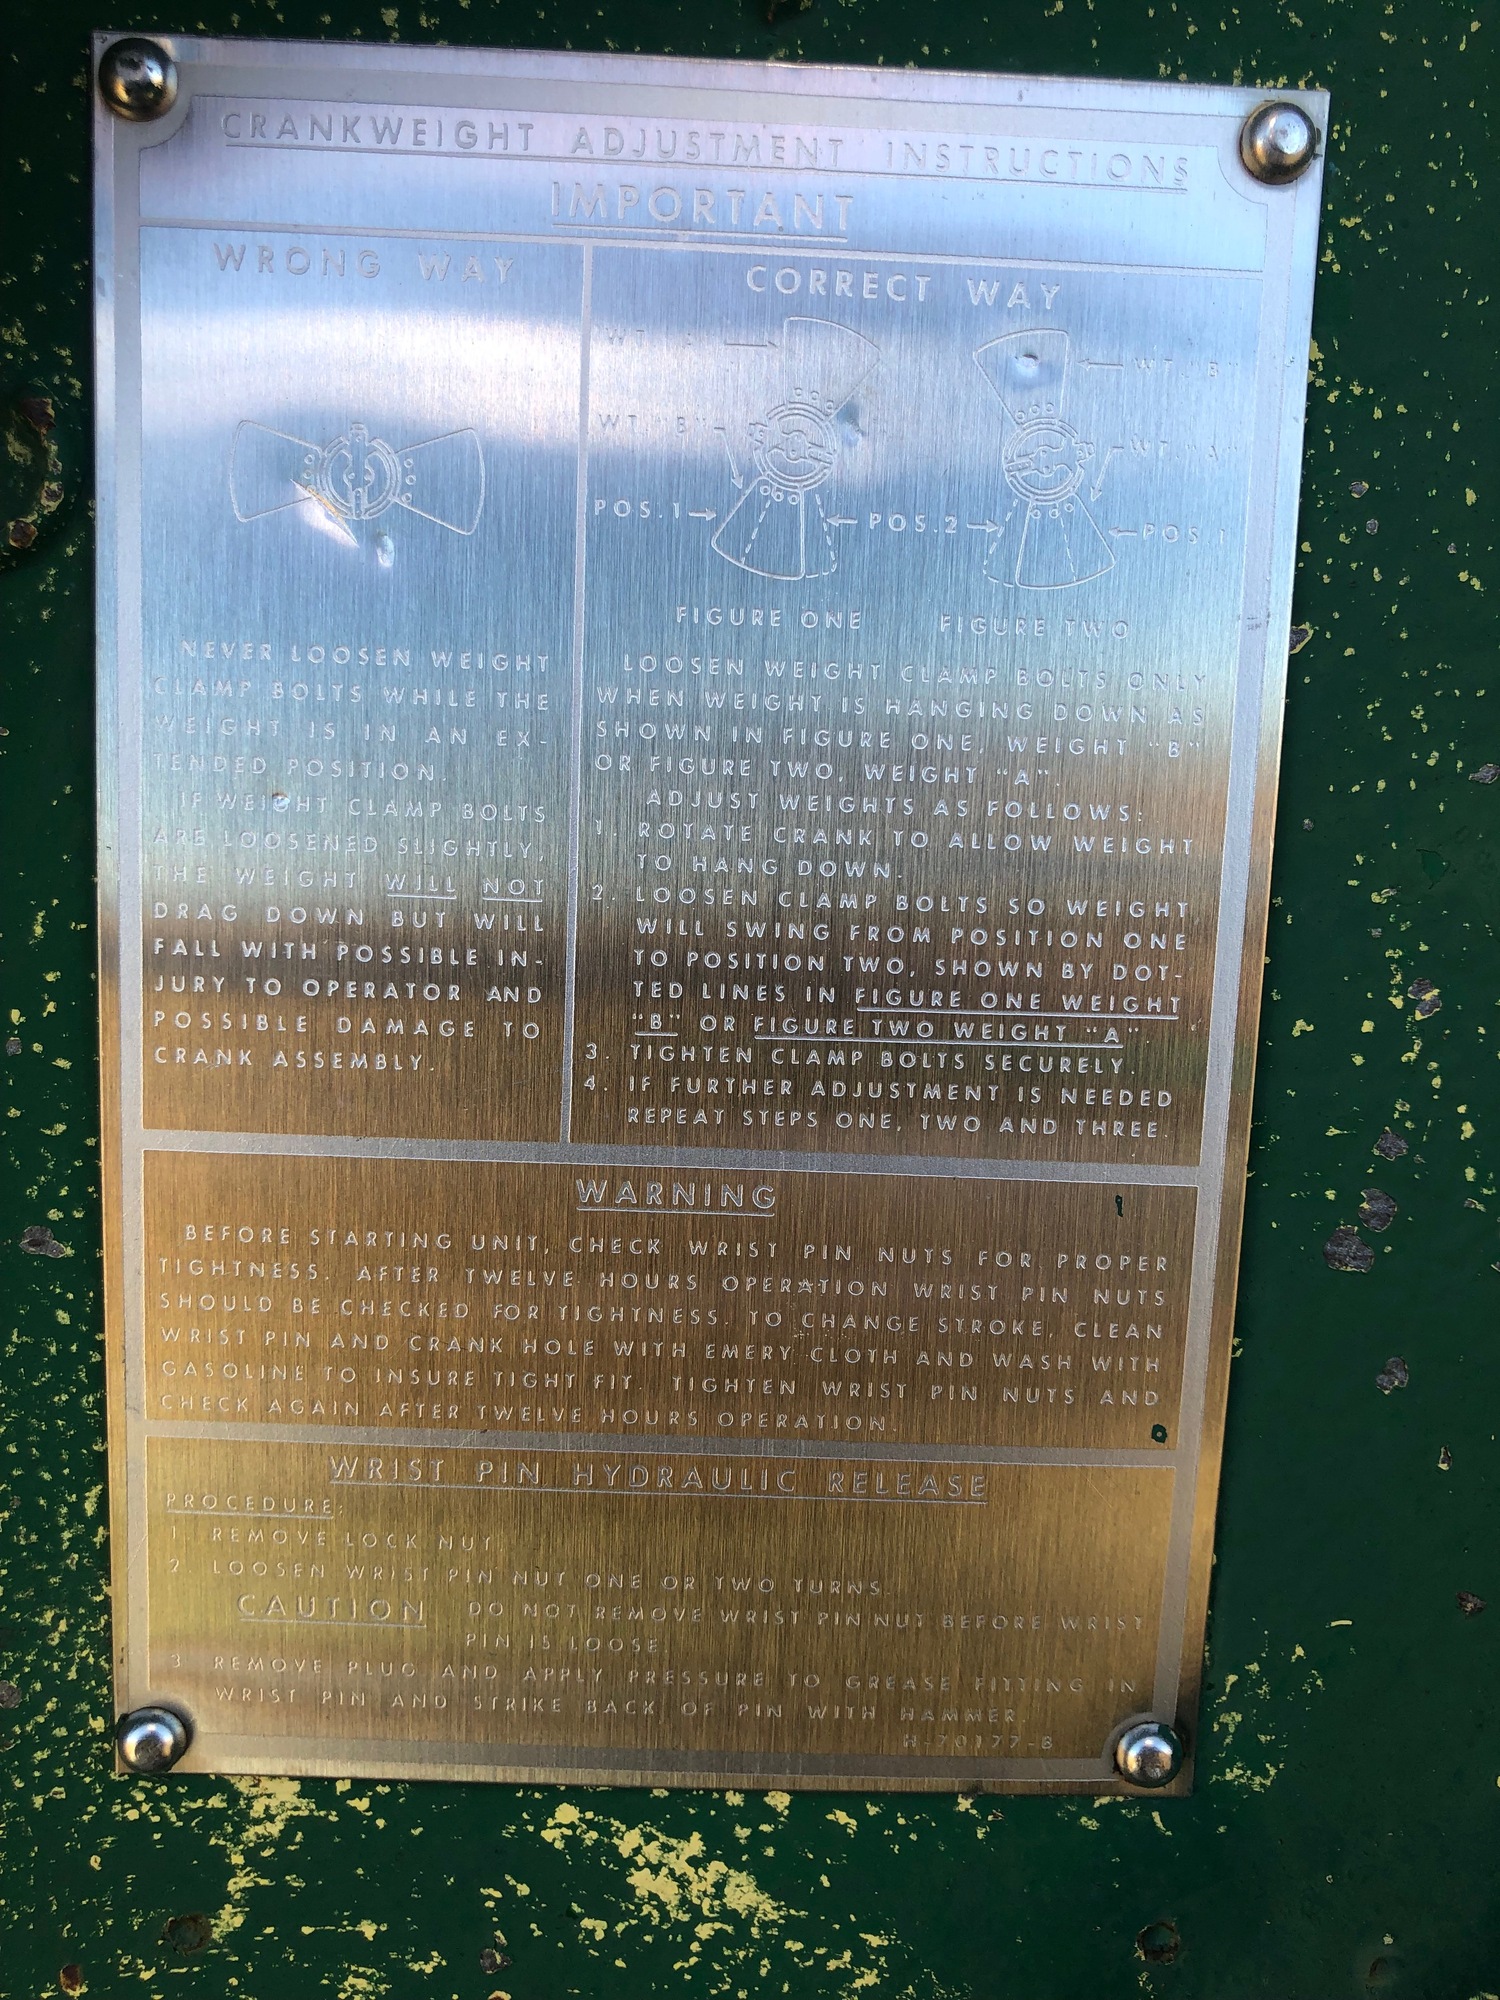 CRANKWEIGHT ADJUSTMENT INSTRUCTIONS
IMPORTANT
WRONG WAY
NEVER LOOSEN WEIGHT
CLAMP BOLTS WHILE THE
WEIGHT IS IN AN EX-
TENDED POSITION.
IF WEIGHT CLAMP BOLTS
ARE LOOSENED SLIGHTLY,
THE WEIGHT WILL NOT
DRAG DOWN BUT WILL
FALL WITH POSSIBLE IN-
JURY TO OPERATOR AND
POSSIBLE DAMAGE TO
CRANK ASSEMBLY.
CORRECT WAY
WT.
WT. "B"
WT. "B"
WT. "A"
POS. 1
POS. 2
POS. 1
FIGURE ONE
FIGURE TWO
LOOSEN WEIGHT CLAMP BOLTS ONLY
WHEN WEIGHT IS HANGING DOWN AS
SHOWN IN FIGURE ONE, WEIGHT "B"
OR FIGURE TWO, WEIGHT "A".
ADJUST WEIGHTS AS FOLLOWS:
1. ROTATE CRANK TO ALLOW WEIGHT
TO HANG DOWN.
2. LOOSEN CLAMP BOLTS SO WEIGHT
WILL SWING FROM POSITION ONE
TO POSITION TWO, SHOWN BY DOT-
TED LINES IN FIGURE ONE WEIGHT
"B" OR FIGURE TWO WEIGHT "A".
3. TIGHTEN CLAMP BOLTS SECURELY.
4. IF FURTHER ADJUSTMENT IS NEEDED
REPEAT STEPS ONE, TWO AND THREE.
WARNING
BEFORE STARTING UNIT, CHECK WRIST PIN NUTS FOR PROPER
TIGHTNESS. AFTER TWELVE HOURS OPERATION WRIST PIN NUTS
SHOULD BE CHECKED FOR TIGHTNESS. TO CHANGE STROKE, CLEAN
WRIST PIN AND CRANK HOLE WITH EMERY CLOTH AND WASH WITH
GASOLINE TO INSURE TIGHT FIT. TIGHTEN WRIST PIN NUTS AND
CHECK AGAIN AFTER TWELVE HOURS OPERATION.
WRIST PIN HYDRAULIC RELEASE
PROCEDURE:
1. REMOVE LOCK NUT.
2. LOOSEN WRIST PIN NUT ONE OR TWO TURNS.
CAUTION DO NOT REMOVE WRIST PIN NUT BEFORE WRIST
PIN IS LOOSE.
3. REMOVE PLUG AND APPLY PRESSURE TO GREASE FITTING IN
WRIST PIN AND STRIKE BACK OF PIN WITH HAMMER.
H-70177-B